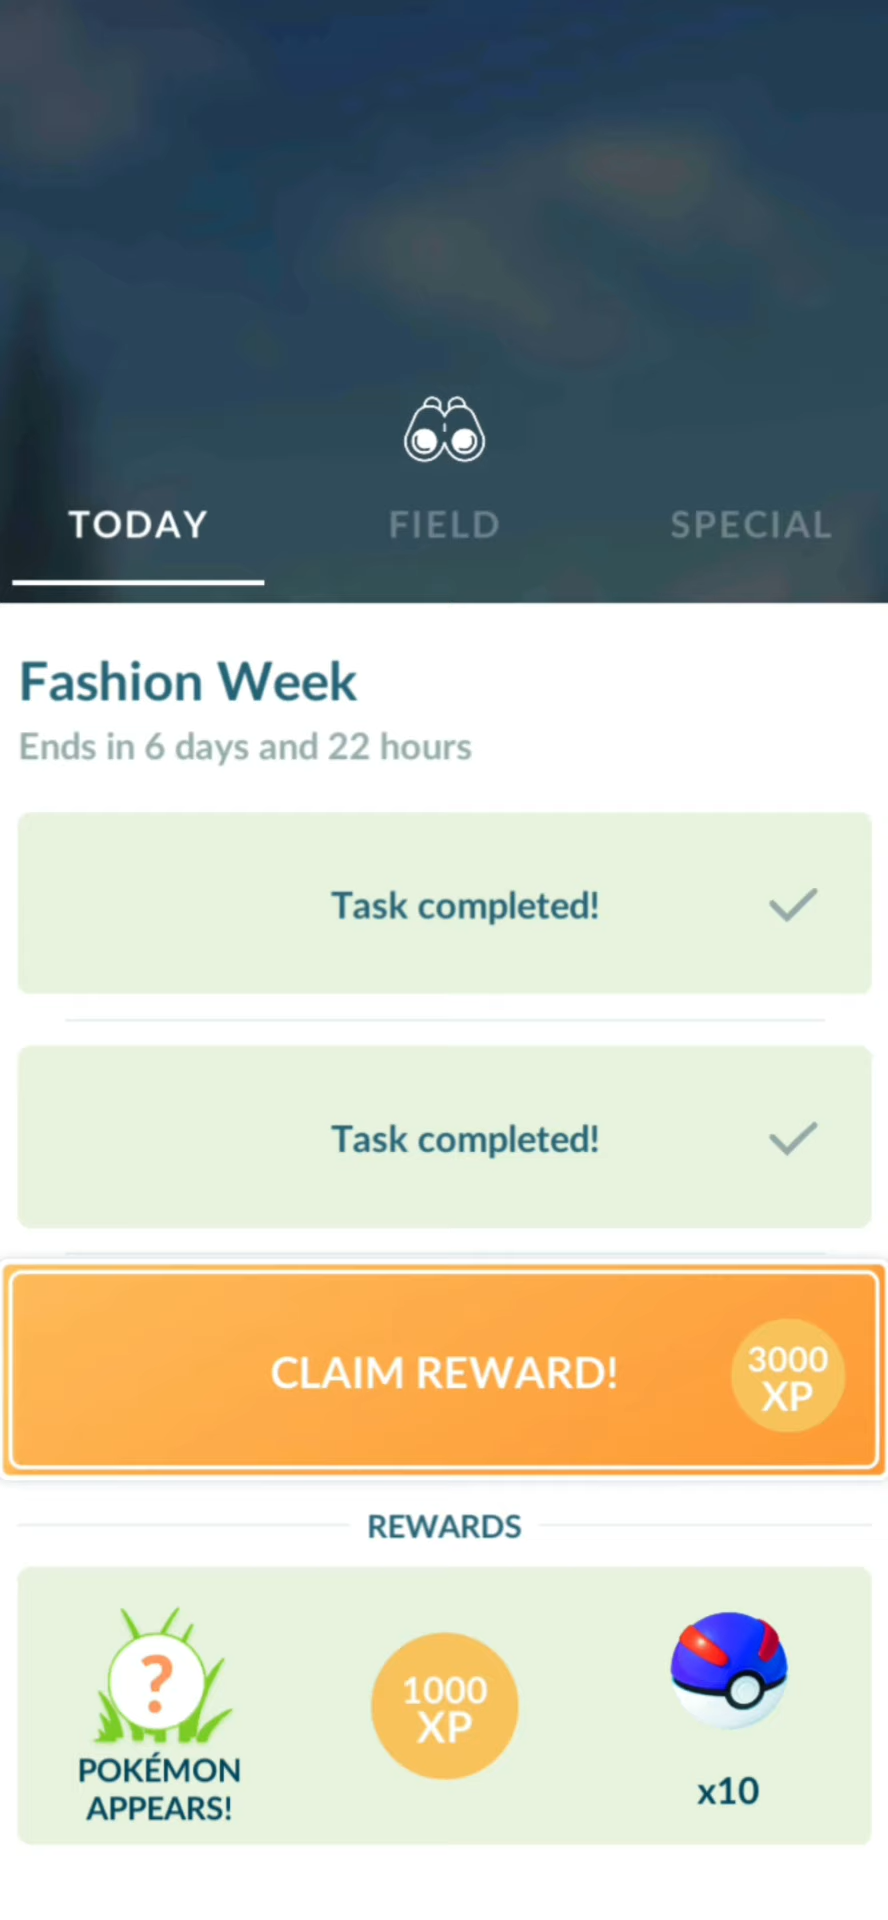 TODAY
FIELD
SPECIAL
Fashion Week
Ends in 6 days and 22 hours
Task completed!
Task completed!
CLAIM REWARD!
3000
XP
REWARDS
?
POKÉMON
APPEARS!
1000
XP
x10